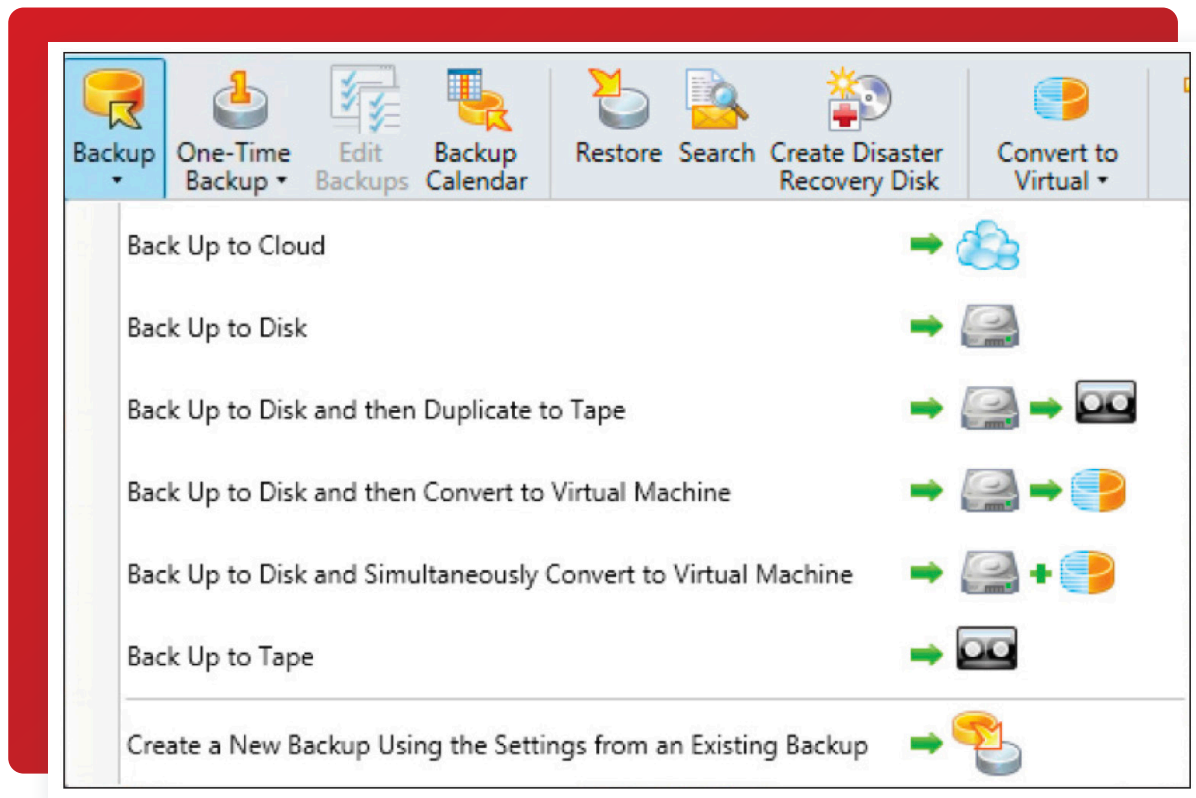 Backup
One-Time
Backup
Edit
Backups
Backup
Calendar
Restore
Search
Create Disaster
Recovery Disk
Convert to
Virtual
Back Up to Cloud
Back Up to Disk
Back Up to Disk and then Duplicate to Tape
Back Up to Disk and then Convert to Virtual Machine
Back Up to Disk and Simultaneously Convert to Virtual Machine
Back Up to Tape
Create a New Backup Using the Settings from an Existing Backup